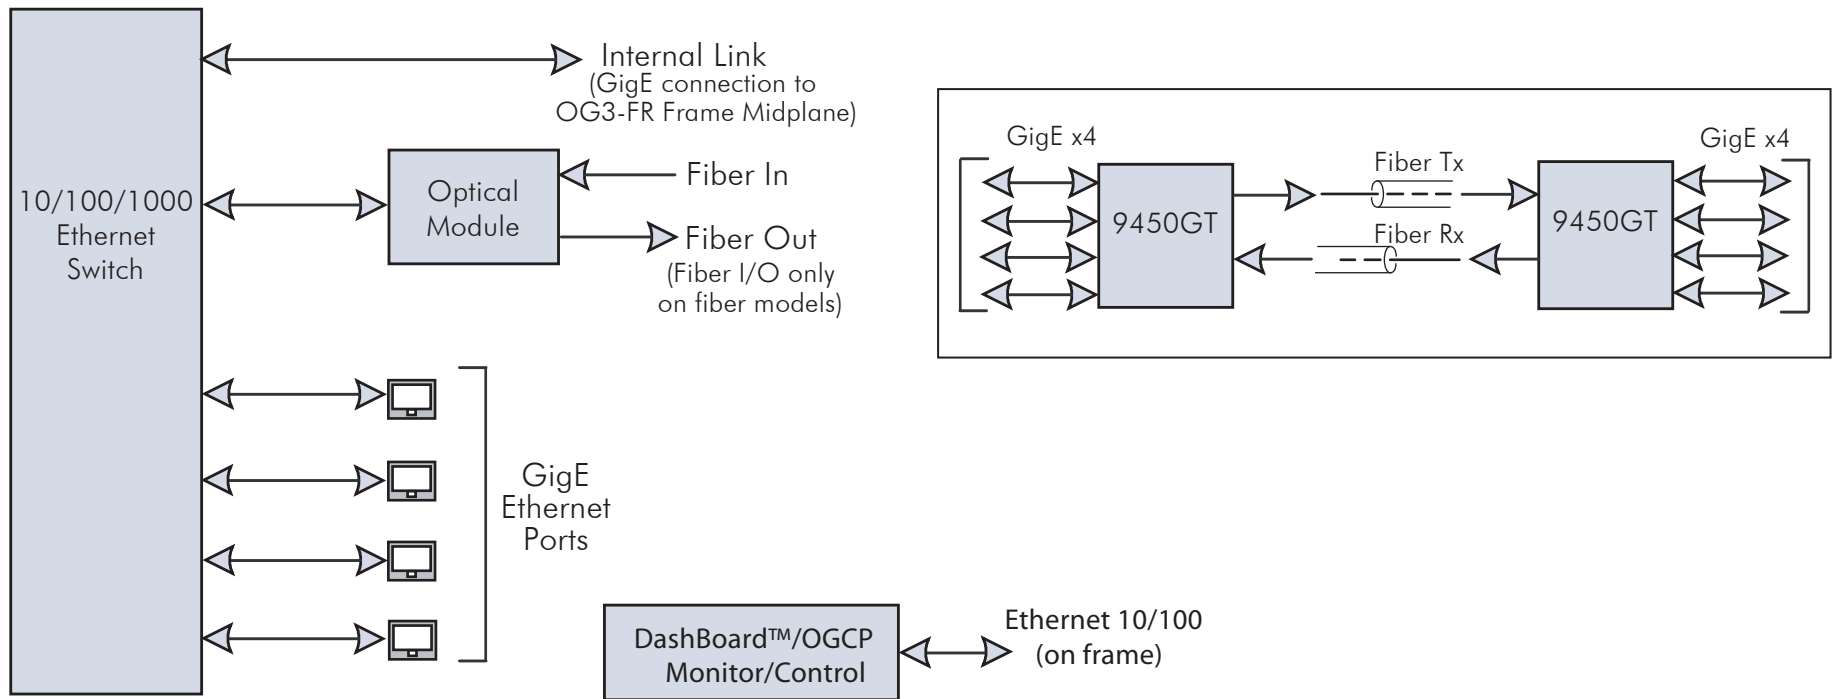 10/100/1000
Ethernet
Switch
Internal Link
(GigE connection to
OG3-FR Frame Midplane)
Optical
Module
Fiber In
Fiber Out
(Fiber I/O only
on fiber models)
GigE
Ethernet
Ports
DashBoard™/OGCP
Monitor/Control
Ethernet 10/100
(on frame)
GigE x4
9450GT
Fiber Tx
Fiber Rx
9450GT
GigE x4